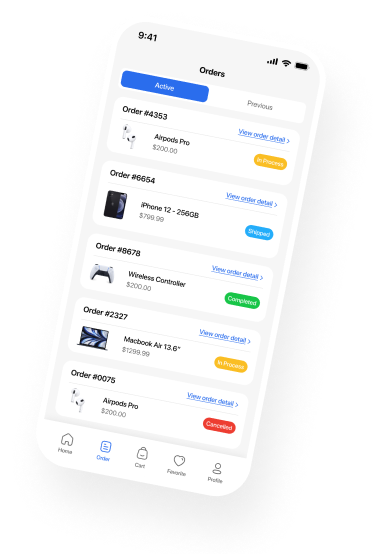 9:41
Orders
Active
Previous
Order #4353
View order detail
Airpods Pro
$200.00
In Process
Order #6654
View order detail
iPhone 12 - 256GB
$799.99
Shipped
Order #8678
View order detail
Wireless Controller
$200.00
Completed
Order #2327
View order detail
Macbook Air 13.6”
$1299.99
In Process
Order #0075
View order detail
Airpods Pro
$200.00
Cancelled
Home
Order
Cart
Favorite
Profile